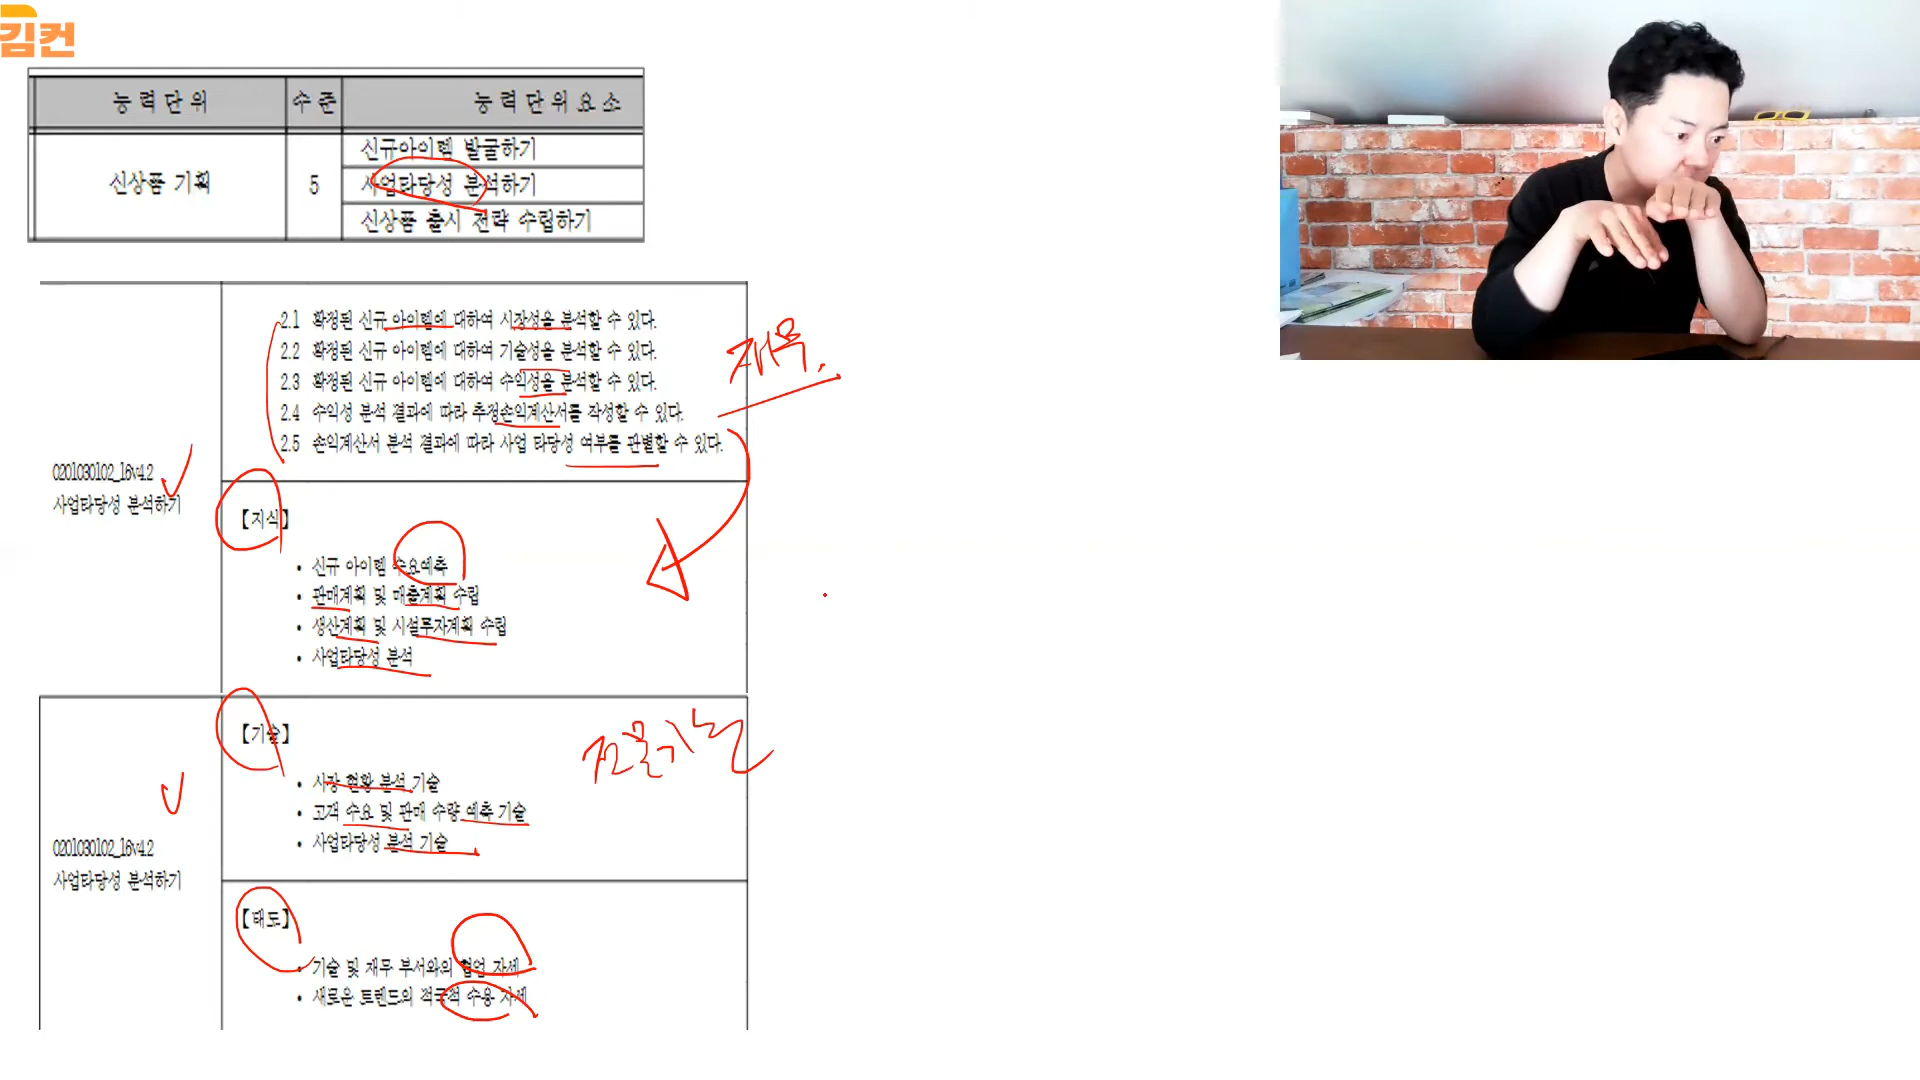 김컨
능력단위 수준 능력단위요소
신상품 기획 5
신규아이템 발굴하기
사업타당성 분석하기
신상품 출시 전략 수립하기
2.1 확정된 신규 아이템에 대하여 시장성을 분석할 수 있다.
2.2 확정된 신규 아이템에 대하여 기술성을 분석할 수 있다.
2.3 확정된 신규 아이템에 대하여 수익성을 분석할 수 있다.
2.4 수익성 분석 결과에 따라 추정손익계산서를 작성할 수 있다.
2.5 손익계산서 분석 결과에 따라 사업 타당성 여부를 판별할 수 있다.
0201030102_16v4.2
사업타당성 분석하기
【지식】
• 신규 아이템 수요예측
• 판매계획 및 매출계획 수립
• 생산계획 및 시설투자계획 수립
• 사업타당성 분석
【기술】
• 시장 현황 분석 기술
• 고객 수요 및 판매 수량 예측 기술
• 사업타당성 분석 기술
0201030102_16v4.2
사업타당성 분석하기
【태도】
• 기술 및 재무 부서와의 협업 자세
• 새로운 트렌드의 적극적 수용 자세